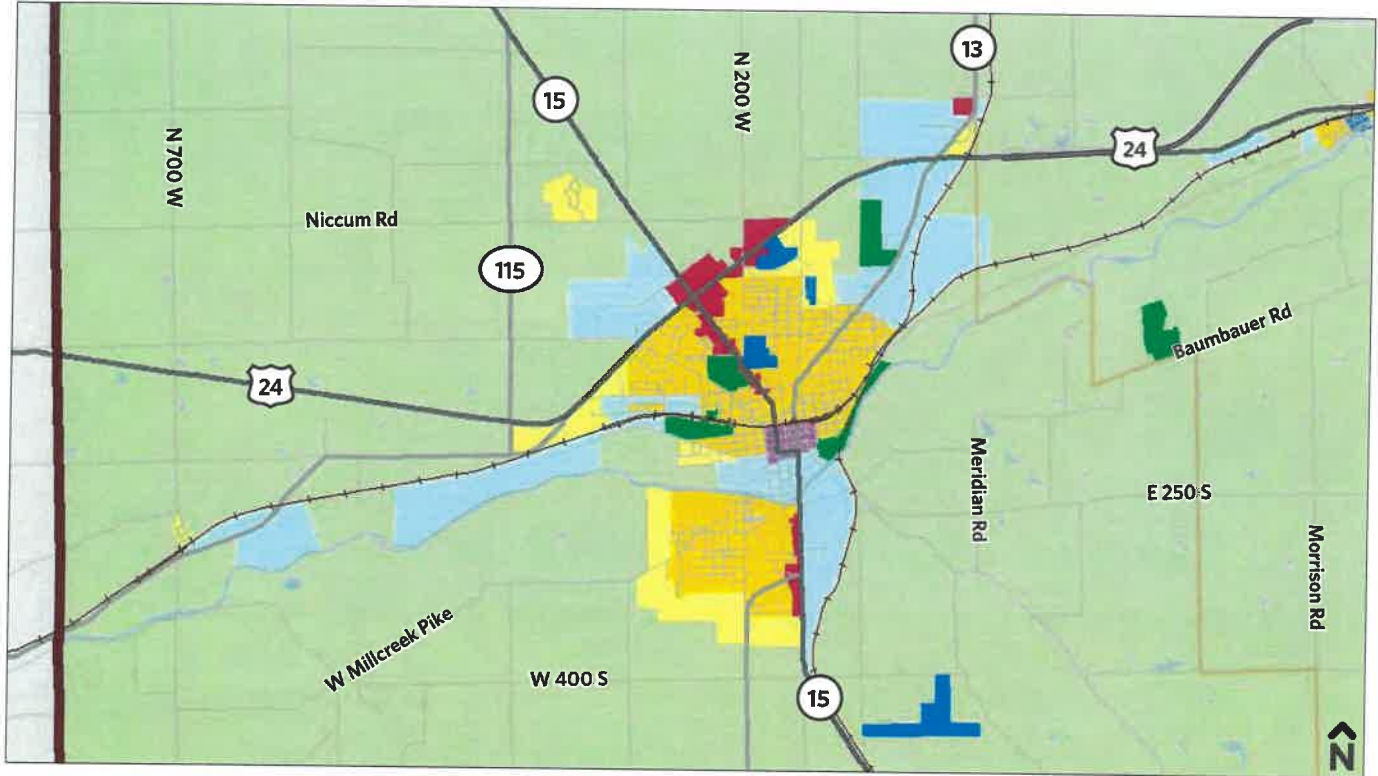 13
15
N 200 W
24
N 700 W
Niccum Rd
115
Baumbauer Rd
24
Meridian Rd
E 250 S
Morrison Rd
W Millcreek Pike
W 400 S
15
N